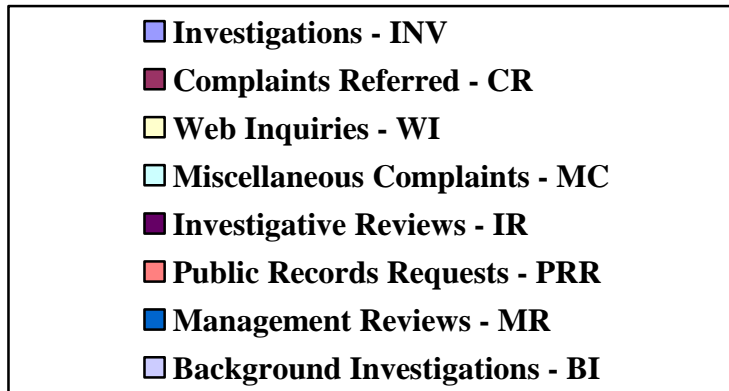 Investigations - INV
Complaints Referred - CR
Web Inquiries - WI
Miscellaneous Complaints - MC
Investigative Reviews - IR
Public Records Requests - PRR
Management Reviews - MR
Background Investigations - BI